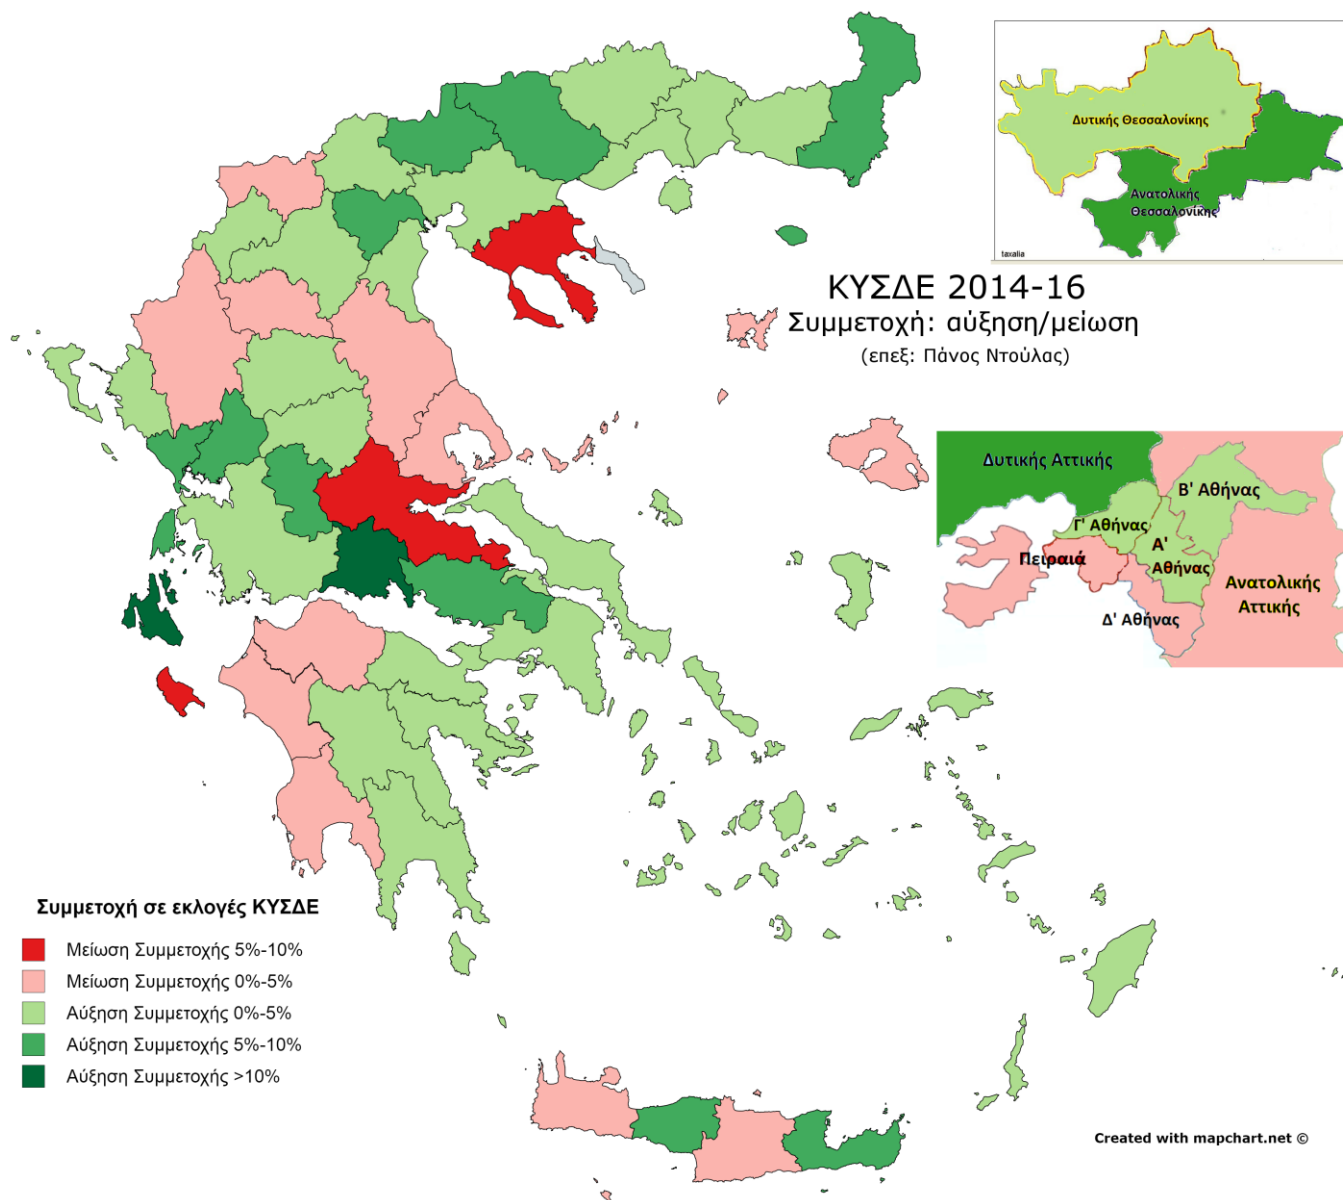 Δυτικής Θεσσαλονίκης
Ανατολικής
Θεσσαλονίκης
taxalia
ΚΥΣΔΕ 2014-16
Συμμετοχή: αύξηση/μείωση
(επεξ: Πάνος Ντούλας)
Δυτικής Αττικής
Β' Αθήνας
Γ' Αθήνας
Α'
Αθήνας
Πειραιά
Ανατολικής
Αττικής
Δ' Αθήνας
Συμμετοχή σε εκλογές ΚΥΣΔΕ
Μείωση Συμμετοχής 5%-10%
Μείωση Συμμετοχής 0%-5%
Αύξηση Συμμετοχής 0%-5%
Αύξηση Συμμετοχής 5%-10%
Αύξηση Συμμετοχής >10%
Created with mapchart.net ©